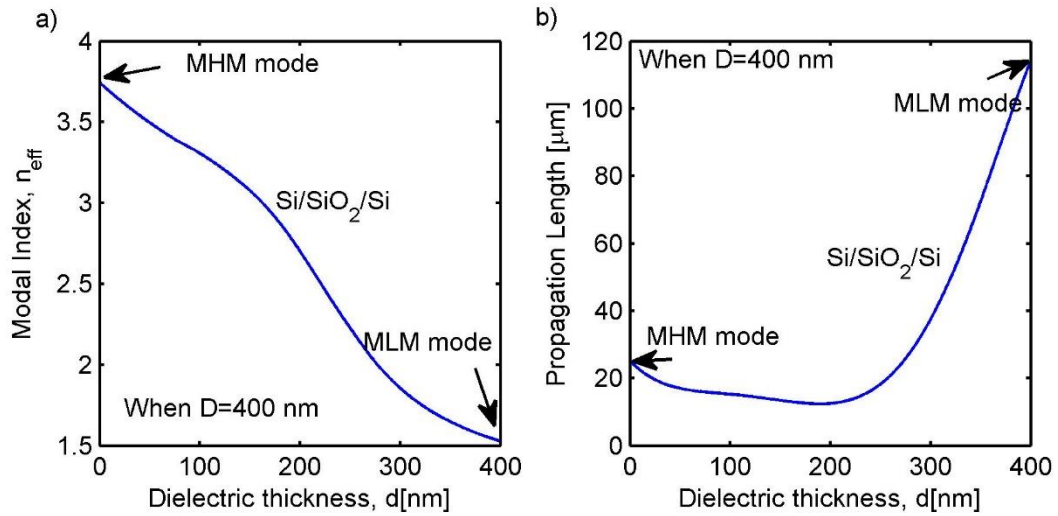 a)
4
3.5
3
2.5
2
1.5
Modal Index, n_eff
MHM mode
Si/SiO₂/Si
MLM mode
When D=400 nm
0 100 200 300 400
Dielectric thickness, d[nm]
b)
120
100
80
60
40
20
0
Propagation Length [μm]
When D=400 nm
MLM mode
Si/SiO₂/Si
MHM mode
0 100 200 300 400
Dielectric thickness, d[nm]